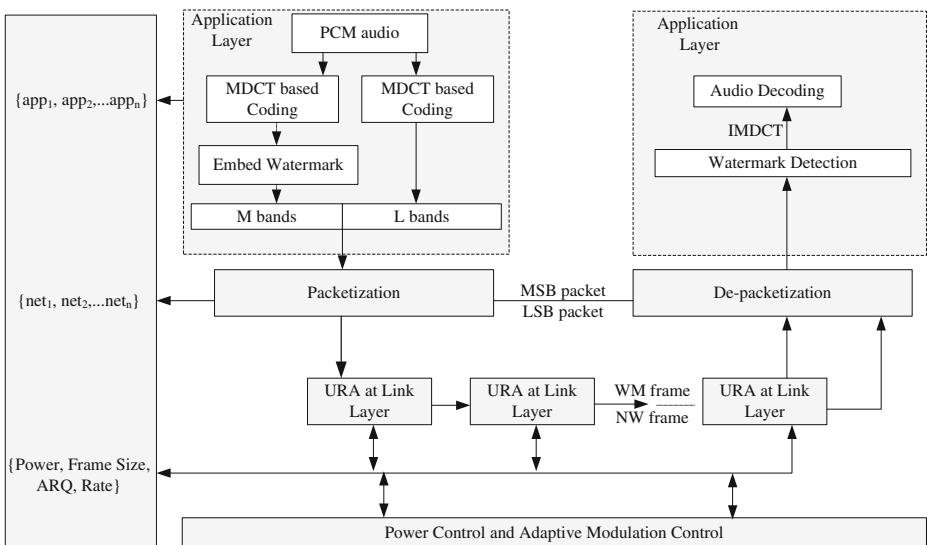 Application
Layer
PCM audio
MDCT based
Coding
MDCT based
Coding
Embed Watermark
M bands
L bands
Application
Layer
Audio Decoding
IMDCT
Watermark Detection
{app₁, app₂,...appₙ}
{net₁, net₂,...netₙ}
Packetization
MSB packet
LSB packet
De-packetization
URA at Link
Layer
URA at Link
Layer
WM frame
NW frame
URA at Link
Layer
{Power, Frame Size,
ARQ, Rate}
Power Control and Adaptive Modulation Control